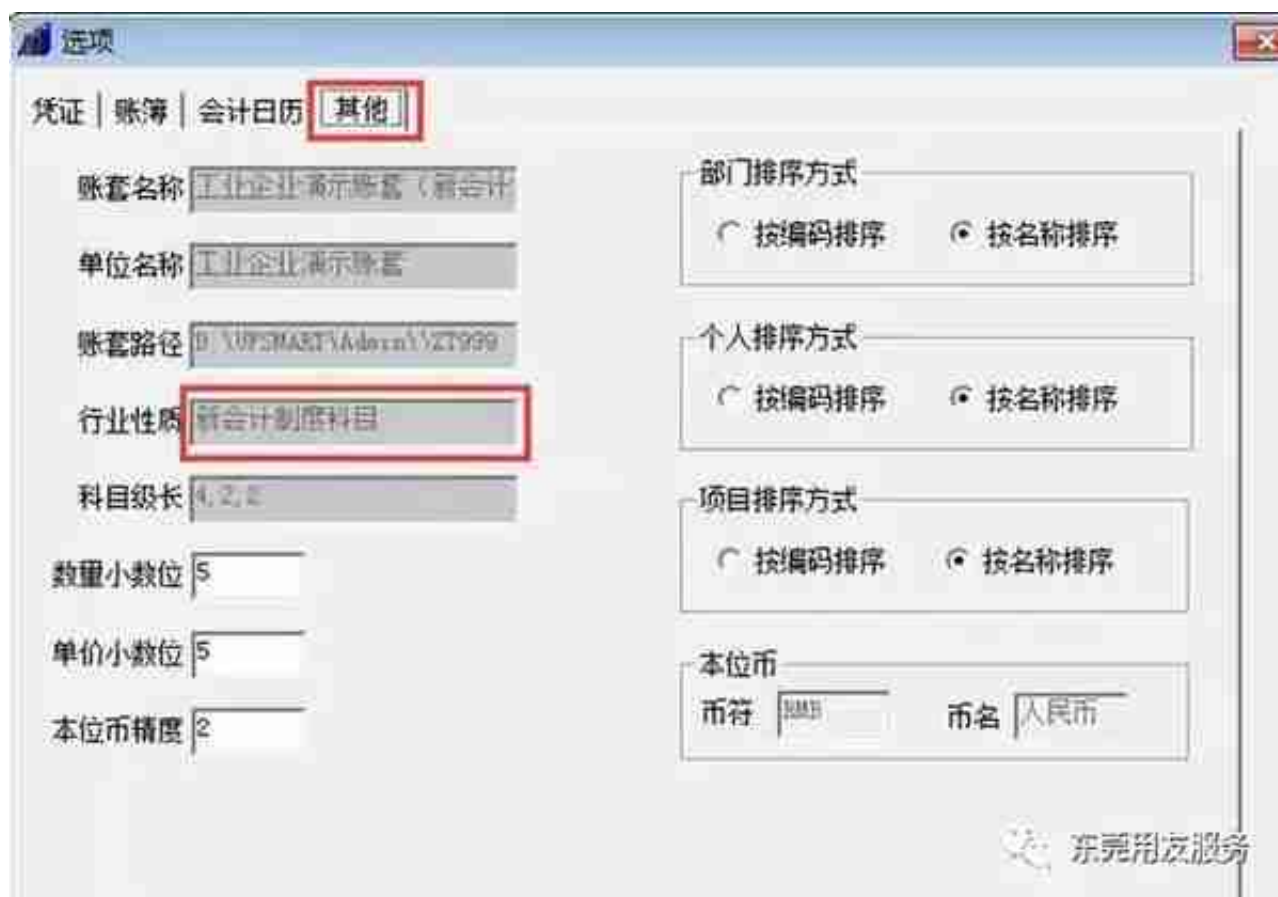 选项
凭证 账簿 会计日历 其他
账套名称 工业企业演示账套（新会计
单位名称 工业企业演示账套
账套路径 D:\UFSMART\Admin\\ZT999
行业性质 新会计制度科目
科目级长 4,2,2
数量小数位 5
单价小数位 5
本位币精度 2
部门排序方式
按编码排序 按名称排序
个人排序方式
按编码排序 按名称排序
项目排序方式
按编码排序 按名称排序
本位币
币符 RMB 币名 人民币
东莞用友服务